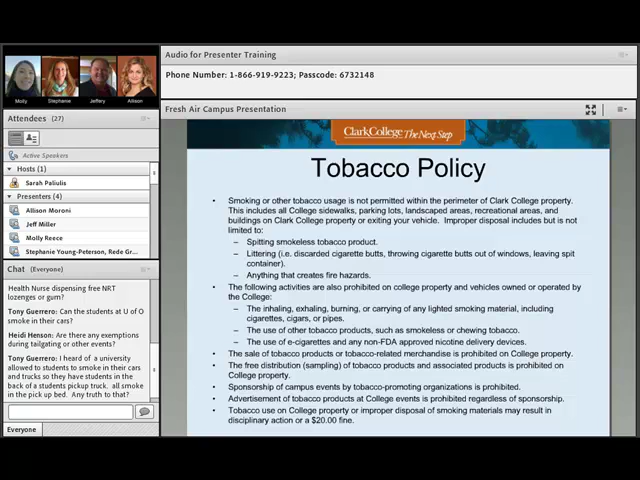 Molly
Stephanie
Jeffery
Allison
Attendees (27)
Active Speakers
Hosts (1)
Sarah Paliulis
Presenters (4)
Allison Moroni
Jeff Miller
Molly Reece
Stephanie Young-Peterson, Rede Gr...
Chat (Everyone)
Health Nurse dispensing free NRT
lozenges or gum?
Tony Guerrero: Can the students at U of O
smoke in their cars?
Heidi Henson: Are there any exemptions
during tailgating or other events?
Tony Guerrero: I heard of a university
allowed to students to smoke in their cars
and trucks so they have students in the
back of a students pickup truck. all smoke
in the pick up bed. Any truth to that?
Everyone
Audio for Presenter Training
Phone Number: 1-866-919-9223; Passcode: 6732148
Fresh Air Campus Presentation
ClarkCollege The Next Step
Tobacco Policy
• Smoking or other tobacco usage is not permitted within the perimeter of Clark College property.
This includes all College sidewalks, parking lots, landscaped areas, recreational areas, and
buildings on Clark College property or exiting your vehicle. Improper disposal includes but is not
limited to:
– Spitting smokeless tobacco product.
– Littering (i.e. discarded cigarette butts, throwing cigarette butts out of windows, leaving spit
container).
– Anything that creates fire hazards.
• The following activities are also prohibited on college property and vehicles owned or operated by
the College:
– The inhaling, exhaling, burning, or carrying of any lighted smoking material, including
cigarettes, cigars, or pipes.
– The use of other tobacco products, such as smokeless or chewing tobacco.
– The use of e-cigarettes and any non-FDA approved nicotine delivery devices.
• The sale of tobacco products or tobacco-related merchandise is prohibited on College property.
• The free distribution (sampling) of tobacco products and associated products is prohibited on
College property.
• Sponsorship of campus events by tobacco-promoting organizations is prohibited.
• Advertisement of tobacco products at College events is prohibited regardless of sponsorship.
• Tobacco use on College property or improper disposal of smoking materials may result in
disciplinary action or a $20.00 fine.